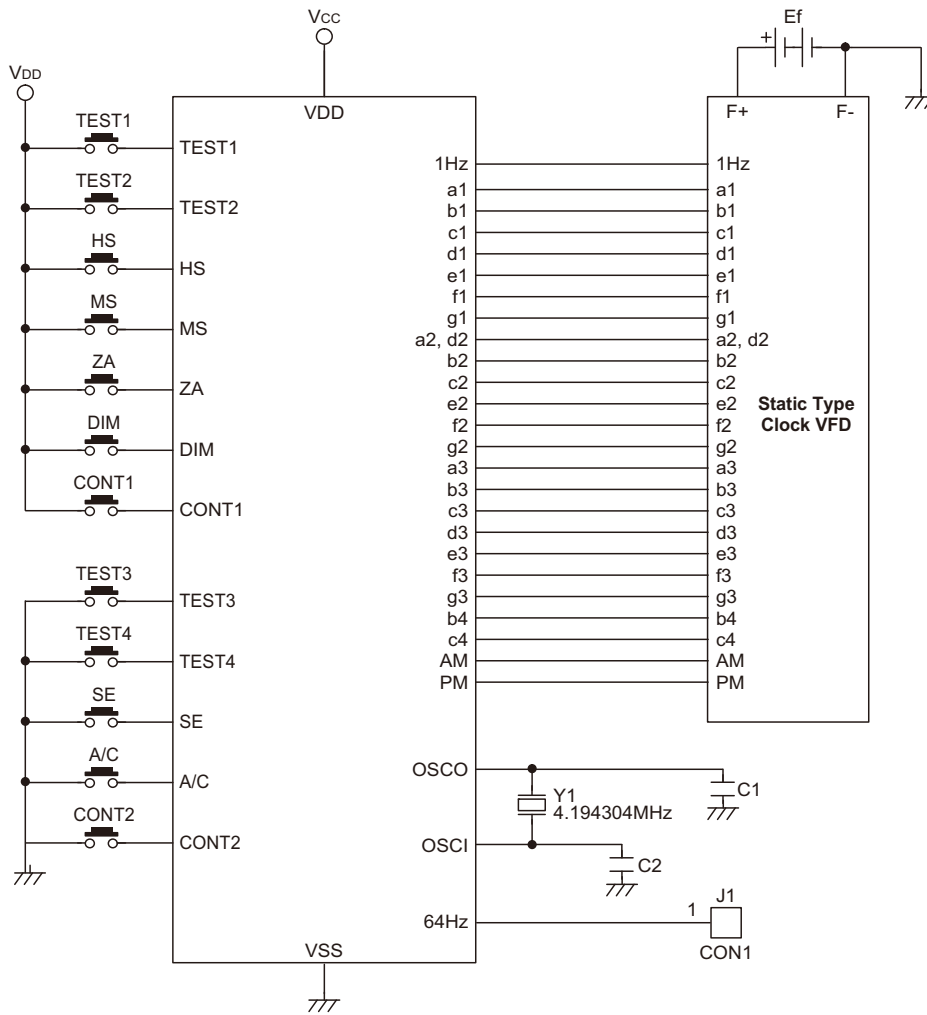 VCC
Ef
+
VDD
VDD
F+
F-
TEST1
TEST1
TEST2
TEST2
HS
HS
MS
MS
ZA
ZA
DIM
DIM
CONT1
CONT1
TEST3
TEST3
TEST4
TEST4
SE
SE
A/C
A/C
CONT2
CONT2
VSS
1Hz
a1
b1
c1
d1
e1
f1
g1
a2, d2
b2
c2
e2
f2
g2
a3
b3
c3
d3
e3
f3
g3
b4
c4
AM
PM
OSCO
OSCI
64Hz
1Hz
a1
b1
c1
d1
e1
f1
g1
a2, d2
b2
c2
e2
f2
g2
a3
b3
c3
d3
e3
f3
g3
b4
c4
AM
PM
Static Type
Clock VFD
Y1
4.194304MHz
C1
C2
1
J1
CON1